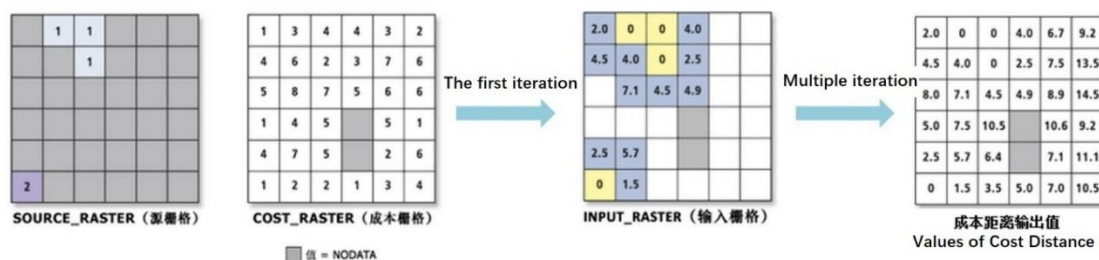 1 1
1
2
SOURCE_RASTER（源栅格）
1 3 4 4 3 2
4 6 2 3 7 6
5 8 7 5 6 6
1 4 5 5 1
4 7 5 2 6
1 2 2 1 3 4
COST_RASTER（成本栅格）
值 = NODATA
The first iteration
2.0 0 0 4.0
4.5 4.0 0 2.5
7.1 4.5 4.9
2.5 5.7
0 1.5
INPUT_RASTER（输入栅格）
Multiple iteration
2.0 0 0 4.0 6.7 9.2
4.5 4.0 0 2.5 7.5 13.5
8.0 7.1 4.5 4.9 8.9 14.5
5.0 7.5 10.5 10.6 9.2
2.5 5.7 6.4 7.1 11.1
0 1.5 3.5 5.0 7.0 10.5
成本距离输出值
Values of Cost Distance